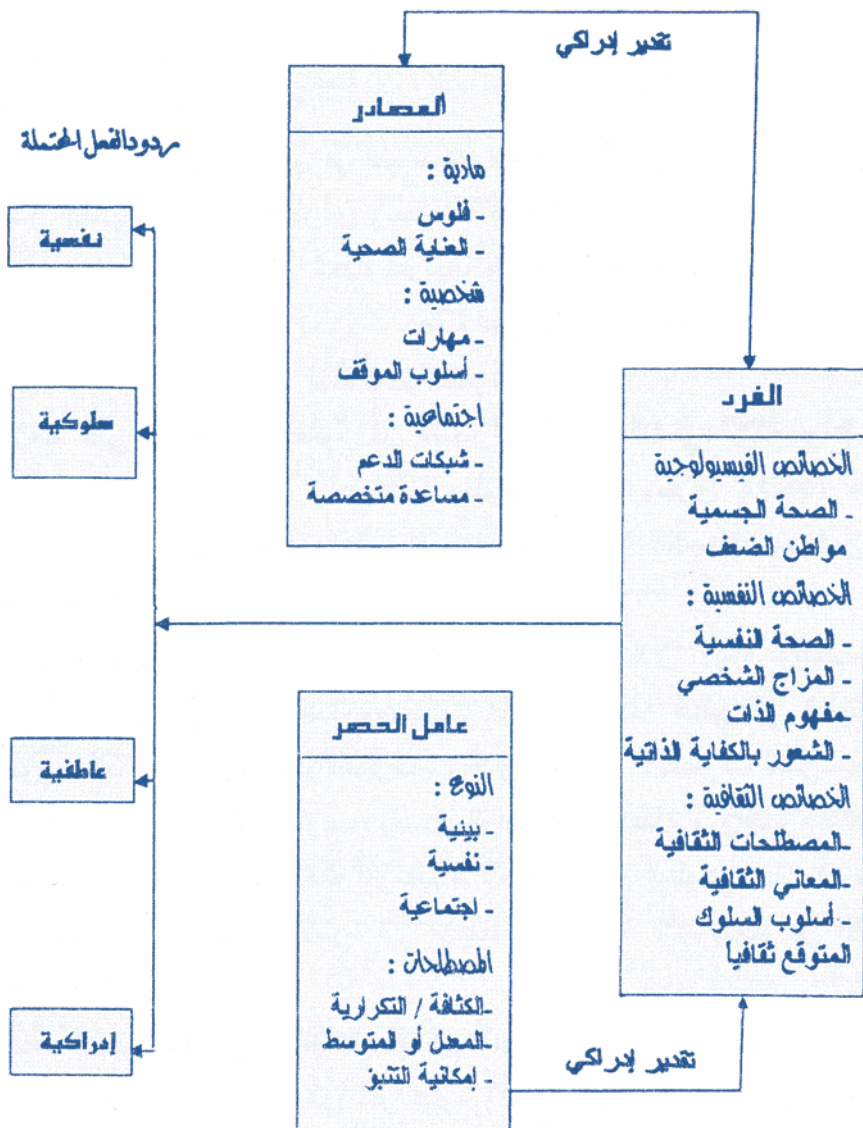 تقدير إدراكي
المصادر
مادية :
- فلوس
- العناية الصحية
شخصية :
- مهارات
- أسلوب الموقف
اجتماعية :
- شبكات الدعم
- مساعدة متخصصة
ردود الفعل المحتملة
نفسية
سلوكية
عاطفية
إدراكية
الفرد
الخصائص الفيسيولوجية
- الصحة الجسمية
مواطن الضعف
الخصائص النفسية :
- الصحة النفسية
- المزاج الشخصي
-مفهوم الذات
- الشعور بالكفاية الذاتية
الخصائص الثقافية :
-المصطلحات الثقافية
-المعاني الثقافية
- أسلوب السلوك
المتوقع ثقافياً
عامل الحصر
النوع :
- بيئية
- نفسية
- اجتماعية
المصطلحات :
-الكثافة / التكرارية
-المعدل أو المتوسط
- إمكانية التنبؤ
تقدير إدراكي